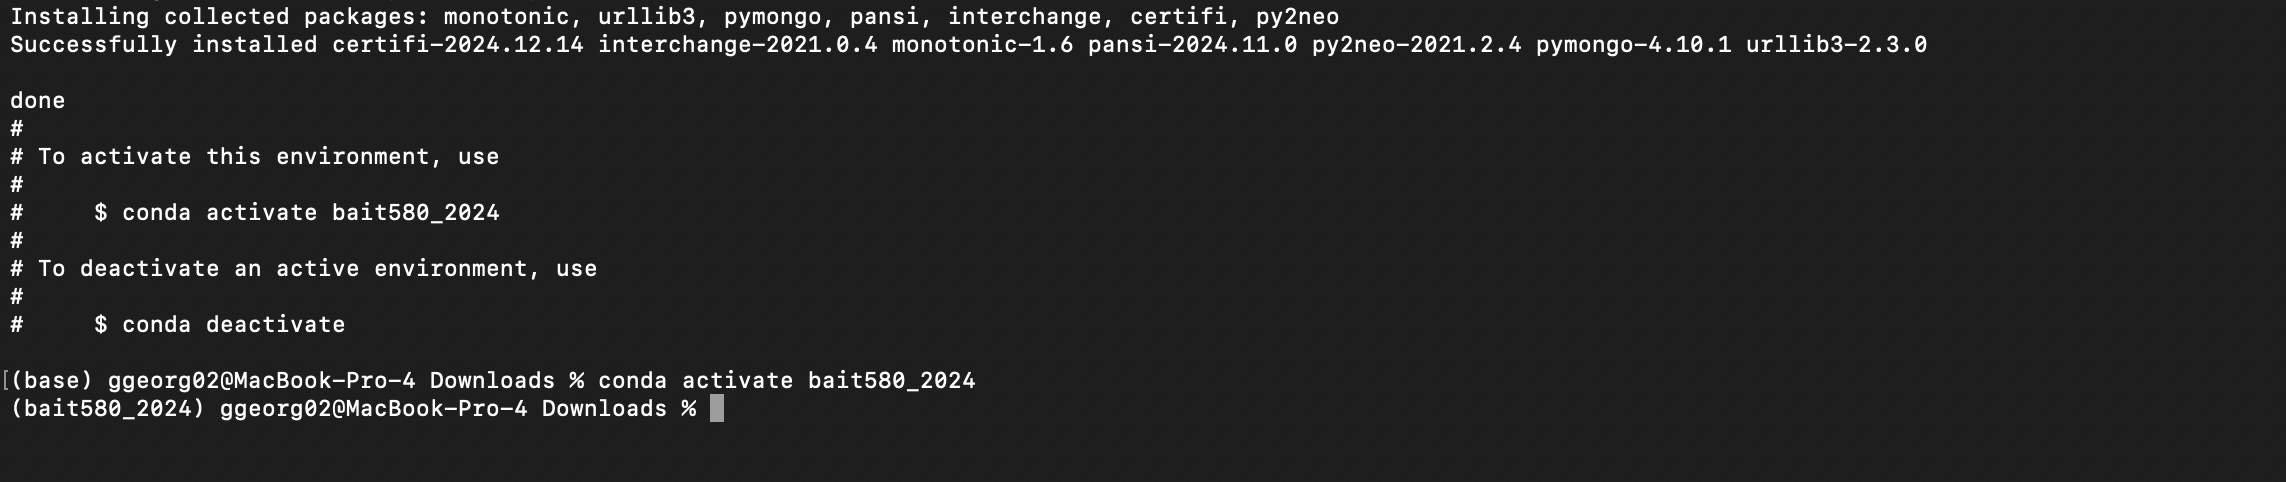 Installing collected packages: monotonic, urllib3, pymongo, pansi, interchange, certifi, py2neo
Successfully installed certifi-2024.12.14 interchange-2021.0.4 monotonic-1.6 pansi-2024.11.0 py2neo-2021.2.4 pymongo-4.10.1 urllib3-2.3.0
done
#
# To activate this environment, use
#
#     $ conda activate bait580_2024
#
# To deactivate an active environment, use
#
#     $ conda deactivate
[(base) ggeorg02@MacBook-Pro-4 Downloads % conda activate bait580_2024
(bait580_2024) ggeorg02@MacBook-Pro-4 Downloads %